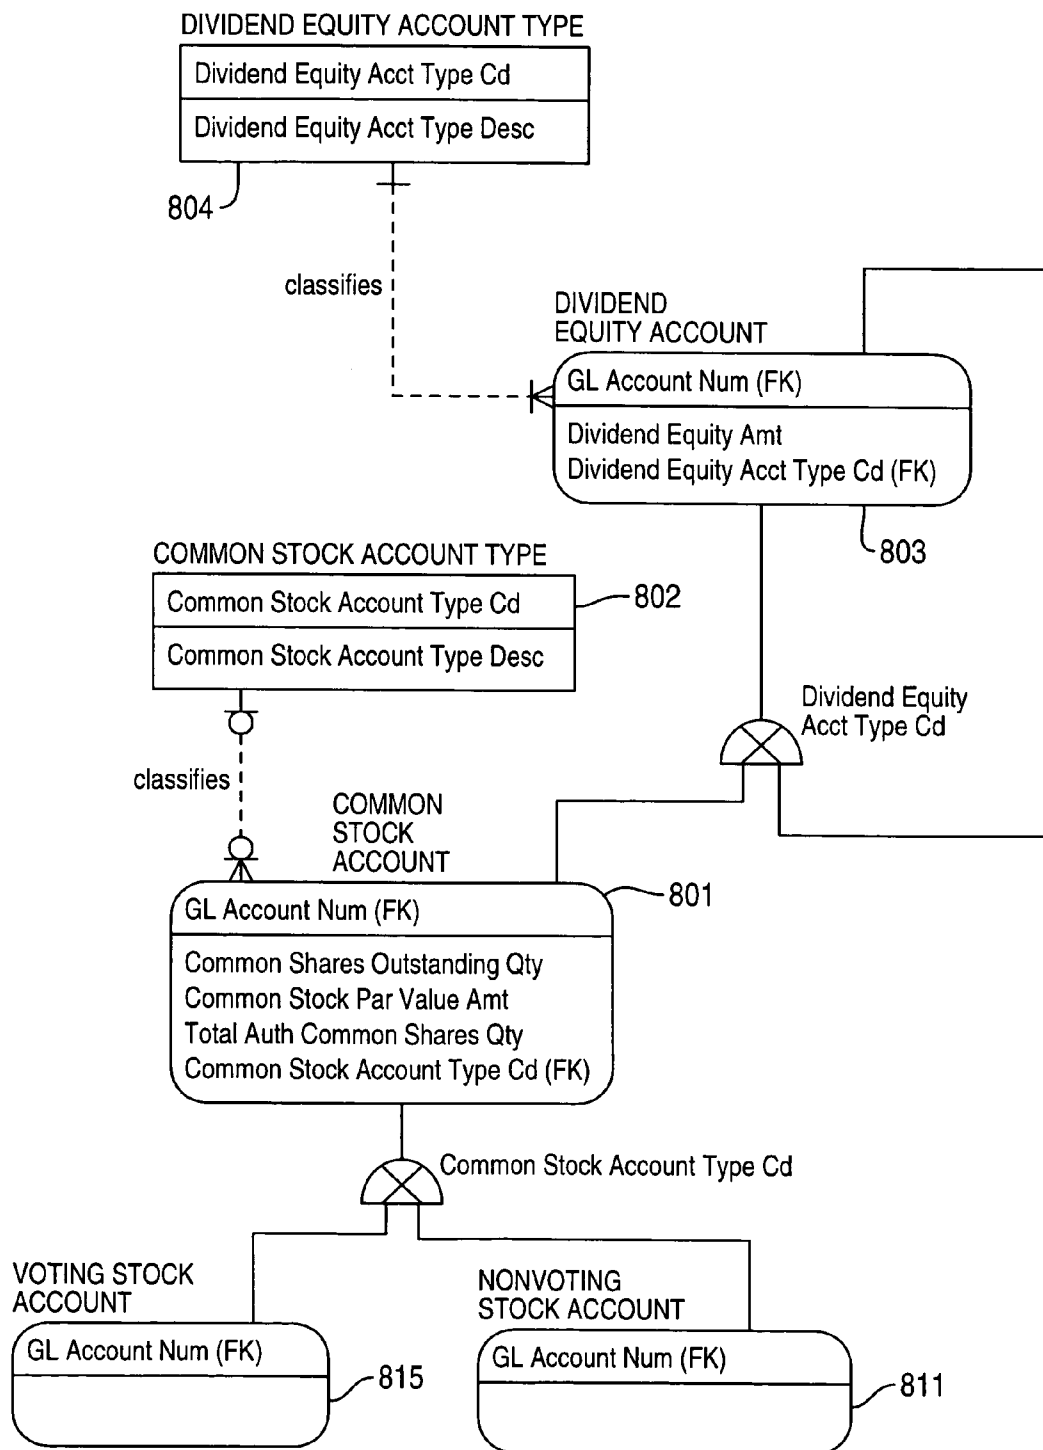 DIVIDEND EQUITY ACCOUNT TYPE
Dividend Equity Acct Type Cd
Dividend Equity Acct Type Desc
804
classifies
DIVIDEND
EQUITY ACCOUNT
GL Account Num (FK)
Dividend Equity Amt
Dividend Equity Acct Type Cd (FK)
803
COMMON STOCK ACCOUNT TYPE
Common Stock Account Type Cd
802
Common Stock Account Type Desc
Dividend Equity
Acct Type Cd
classifies
COMMON
STOCK
ACCOUNT
801
GL Account Num (FK)
Common Shares Outstanding Qty
Common Stock Par Value Amt
Total Auth Common Shares Qty
Common Stock Account Type Cd (FK)
Common Stock Account Type Cd
VOTING STOCK
ACCOUNT
GL Account Num (FK)
815
NONVOTING
STOCK ACCOUNT
GL Account Num (FK)
811